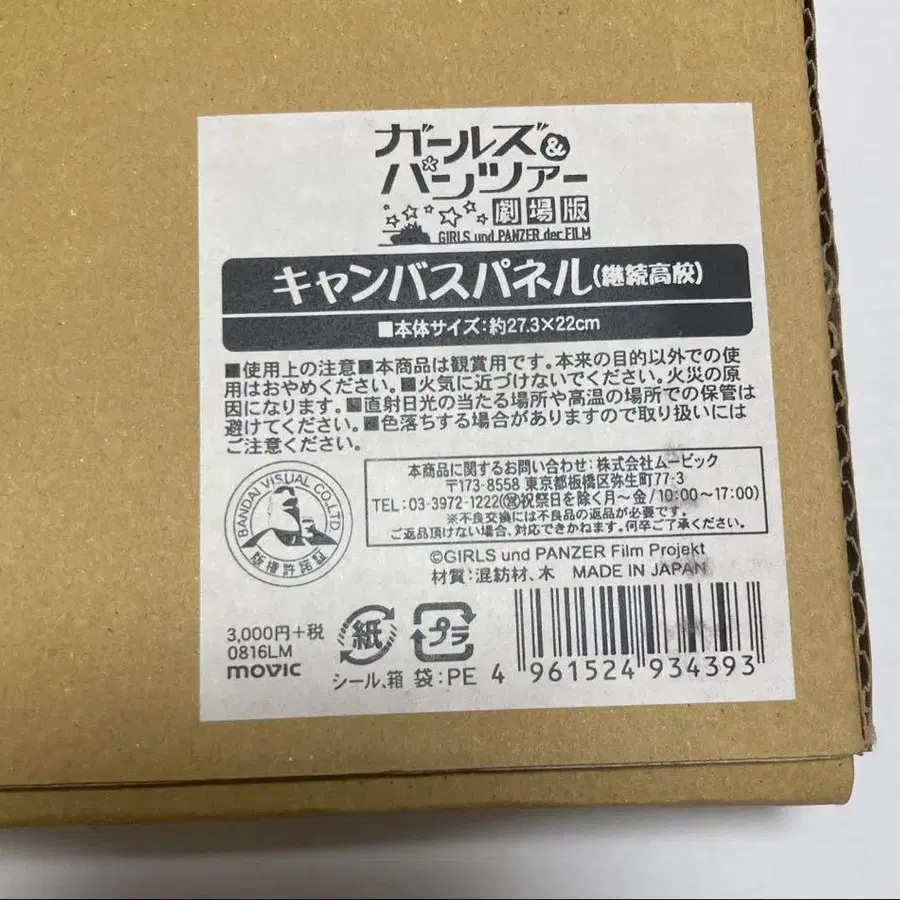 ガールズ&
パンツァー
劇場版
GIRLS und PANZER der FILM
キャンバスパネル(継続高校)
■本体サイズ:約27.3×22cm
■使用上の注意■本商品は観賞用です。本来の目的以外での使
用はおやめください。■火気に近づけないでください。火災の原
因になります。■直射日光の当たる場所や高温の場所での保管は
避けてください。■色落ちする場合がありますので取り扱いには
ご注意ください。
BANDAI VISUAL CO.,LTD.
版権許諾証
本商品に関するお問い合わせ:株式会社ムービック
〒173-8558 東京都板橋区弥生町77-3
TEL:03-3972-1222(祝祭日を除く月～金/10:00～17:00)
※不良交換には不良品の返品が必要です。
ご返品頂けない場合、対応できかねます。何卒ご了承ください。
©GIRLS und PANZER Film Projekt
材質:混紡材、木 MADE IN JAPAN
3,000円+税
0816LM
movic
紙
プラ
シール、箱 袋:PE
4 961524 934393